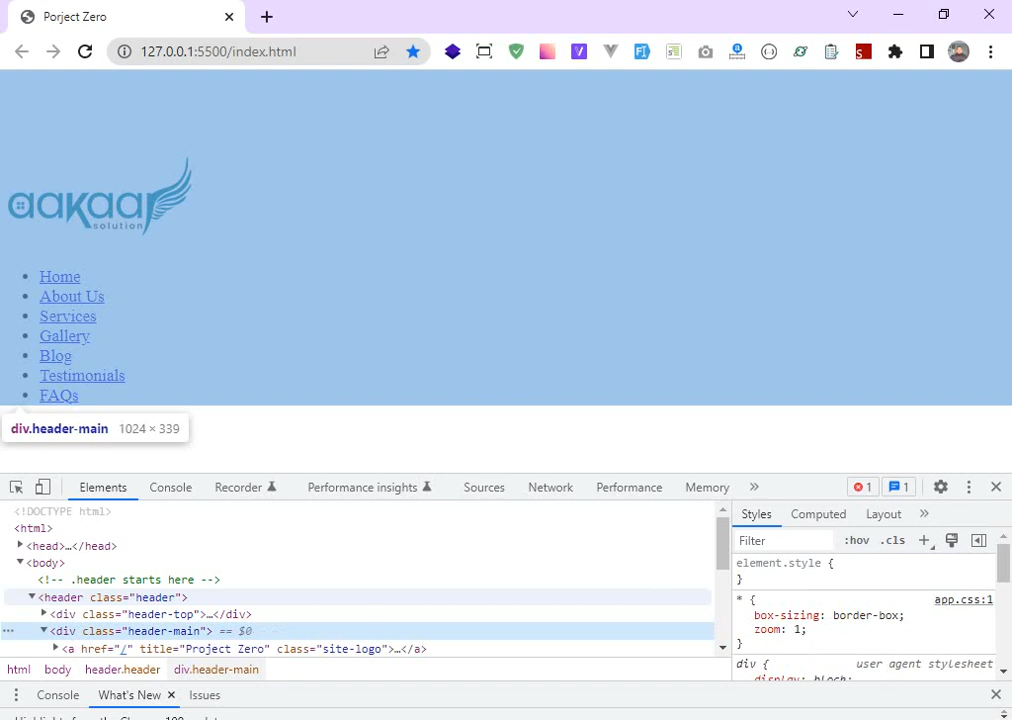 Porject Zero
127.0.0.1:5500/index.html
aakaar
solution
Home
About Us
Services
Gallery
Blog
Testimonials
FAQs
div.header-main 1024 × 339
Elements Console Recorder Performance insights Sources Network Performance Memory » 1 1
<!DOCTYPE html>
<html>
<head>…</head>
<body>
<!-- .header starts here -->
<header class="header">
<div class="header-top">…</div>
<div class="header-main"> == $0
<a href="/" title="Project Zero" class="site-logo">…</a>
html body header.header div.header-main
Styles Computed Layout »
Filter :hov .cls +
element.style {
}
* { app.css:1
box-sizing: border-box;
zoom: 1;
}
div { user agent stylesheet
display: block;
Console What's New Issues